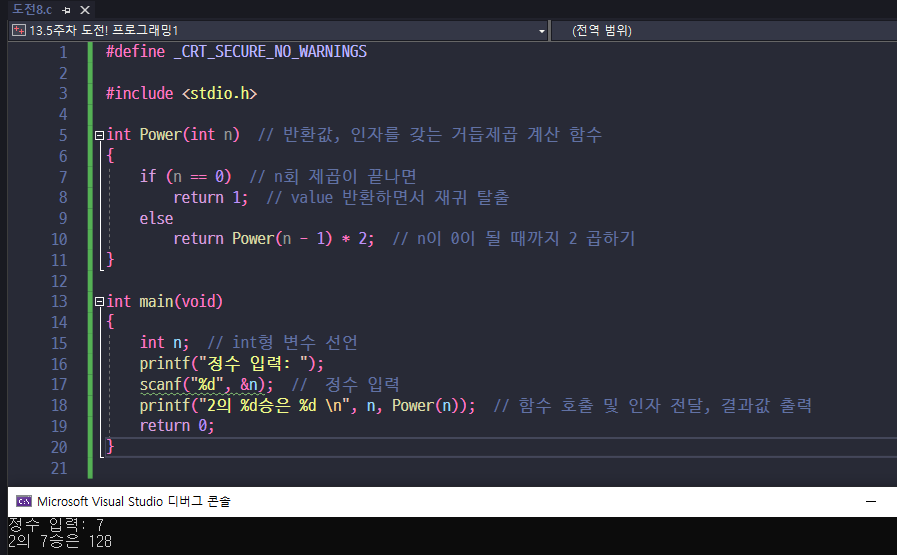 도전8.c
13.5주차 도전! 프로그래밍1 (전역 범위)
1 #define _CRT_SECURE_NO_WARNINGS
2
3 #include <stdio.h>
4
5 int Power(int n)  // 반환값, 인자를 갖는 거듭제곱 계산 함수
6 {
7     if (n == 0)  // n회 제곱이 끝나면
8         return 1;  // value 반환하면서 재귀 탈출
9     else
10         return Power(n - 1) * 2;  // n이 0이 될 때까지 2 곱하기
11 }
12
13 int main(void)
14 {
15     int n;  // int형 변수 선언
16     printf("정수 입력: ");
17     scanf("%d", &n);  //  정수 입력
18     printf("2의 %d승은 %d \n", n, Power(n));  // 함수 호출 및 인자 전달, 결과값 출력
19     return 0;
20 }
21
Microsoft Visual Studio 디버그 콘솔
정수 입력: 7
2의 7승은 128